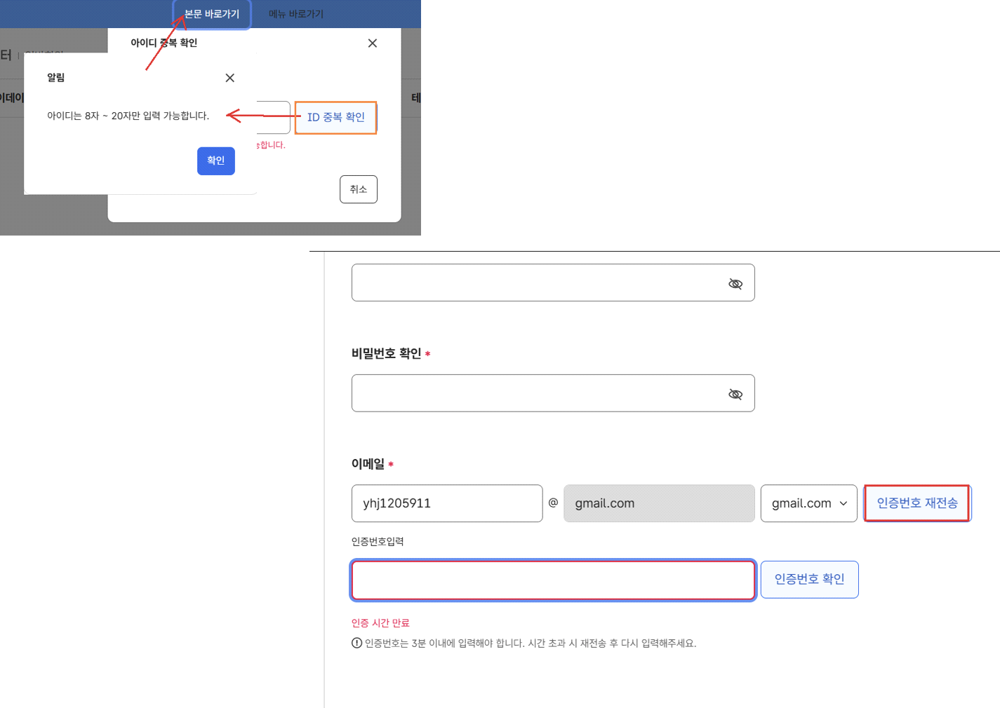 본문 바로가기
메뉴 바로가기
아이디 중복 확인
터
알림
이데이
테
아이디는 8자 ~ 20자만 입력 가능합니다.
ID 중복 확인
능합니다.
확인
취소
비밀번호 확인 *
이메일 *
yhj1205911 @ gmail.com gmail.com 인증번호 재전송
인증번호입력
인증번호 확인
인증 시간 만료
인증번호는 3분 이내에 입력해야 합니다. 시간 초과 시 재전송 후 다시 입력해주세요.